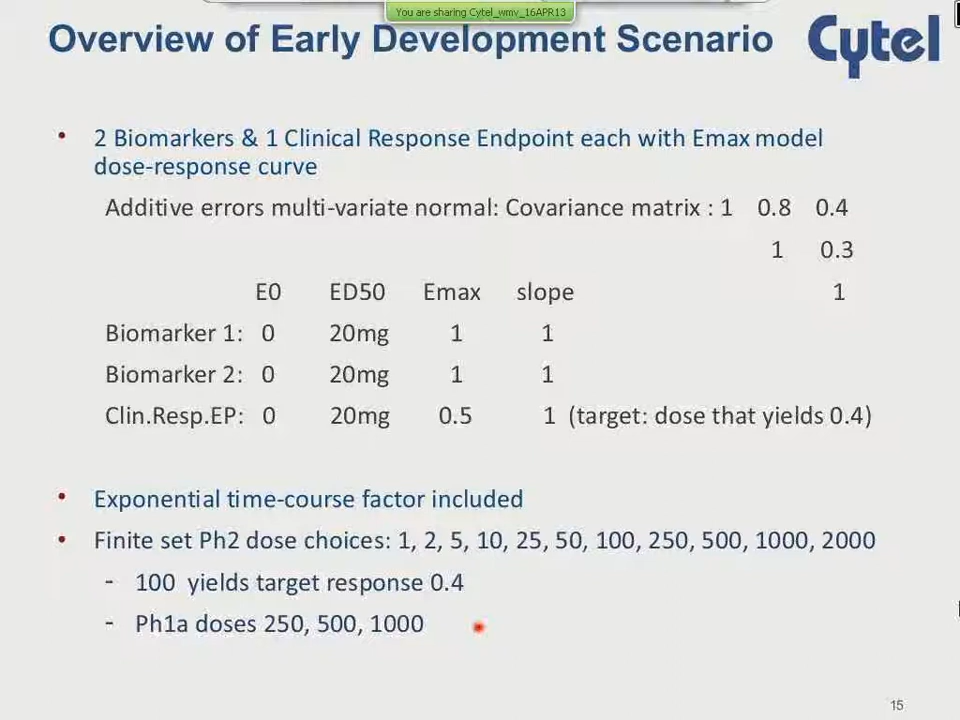 You are sharing Cytel_wmv_16APR13
Overview of Early Development Scenario
Cytel
• 2 Biomarkers & 1 Clinical Response Endpoint each with Emax model
dose-response curve
Additive errors multi-variate normal: Covariance matrix : 1 0.8 0.4
1 0.3
E0 ED50 Emax slope 1
Biomarker 1: 0 20mg 1 1
Biomarker 2: 0 20mg 1 1
Clin.Resp.EP: 0 20mg 0.5 1 (target: dose that yields 0.4)
• Exponential time-course factor included
• Finite set Ph2 dose choices: 1, 2, 5, 10, 25, 50, 100, 250, 500, 1000, 2000
- 100 yields target response 0.4
- Ph1a doses 250, 500, 1000
15